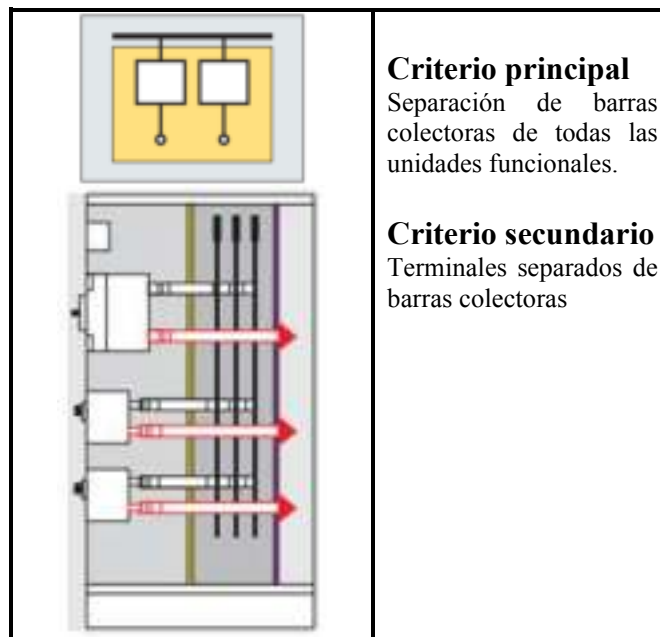 Criterio principal
Separación de barras
colectoras de todas las
unidades funcionales.
Criterio secundario
Terminales separados de
barras colectoras